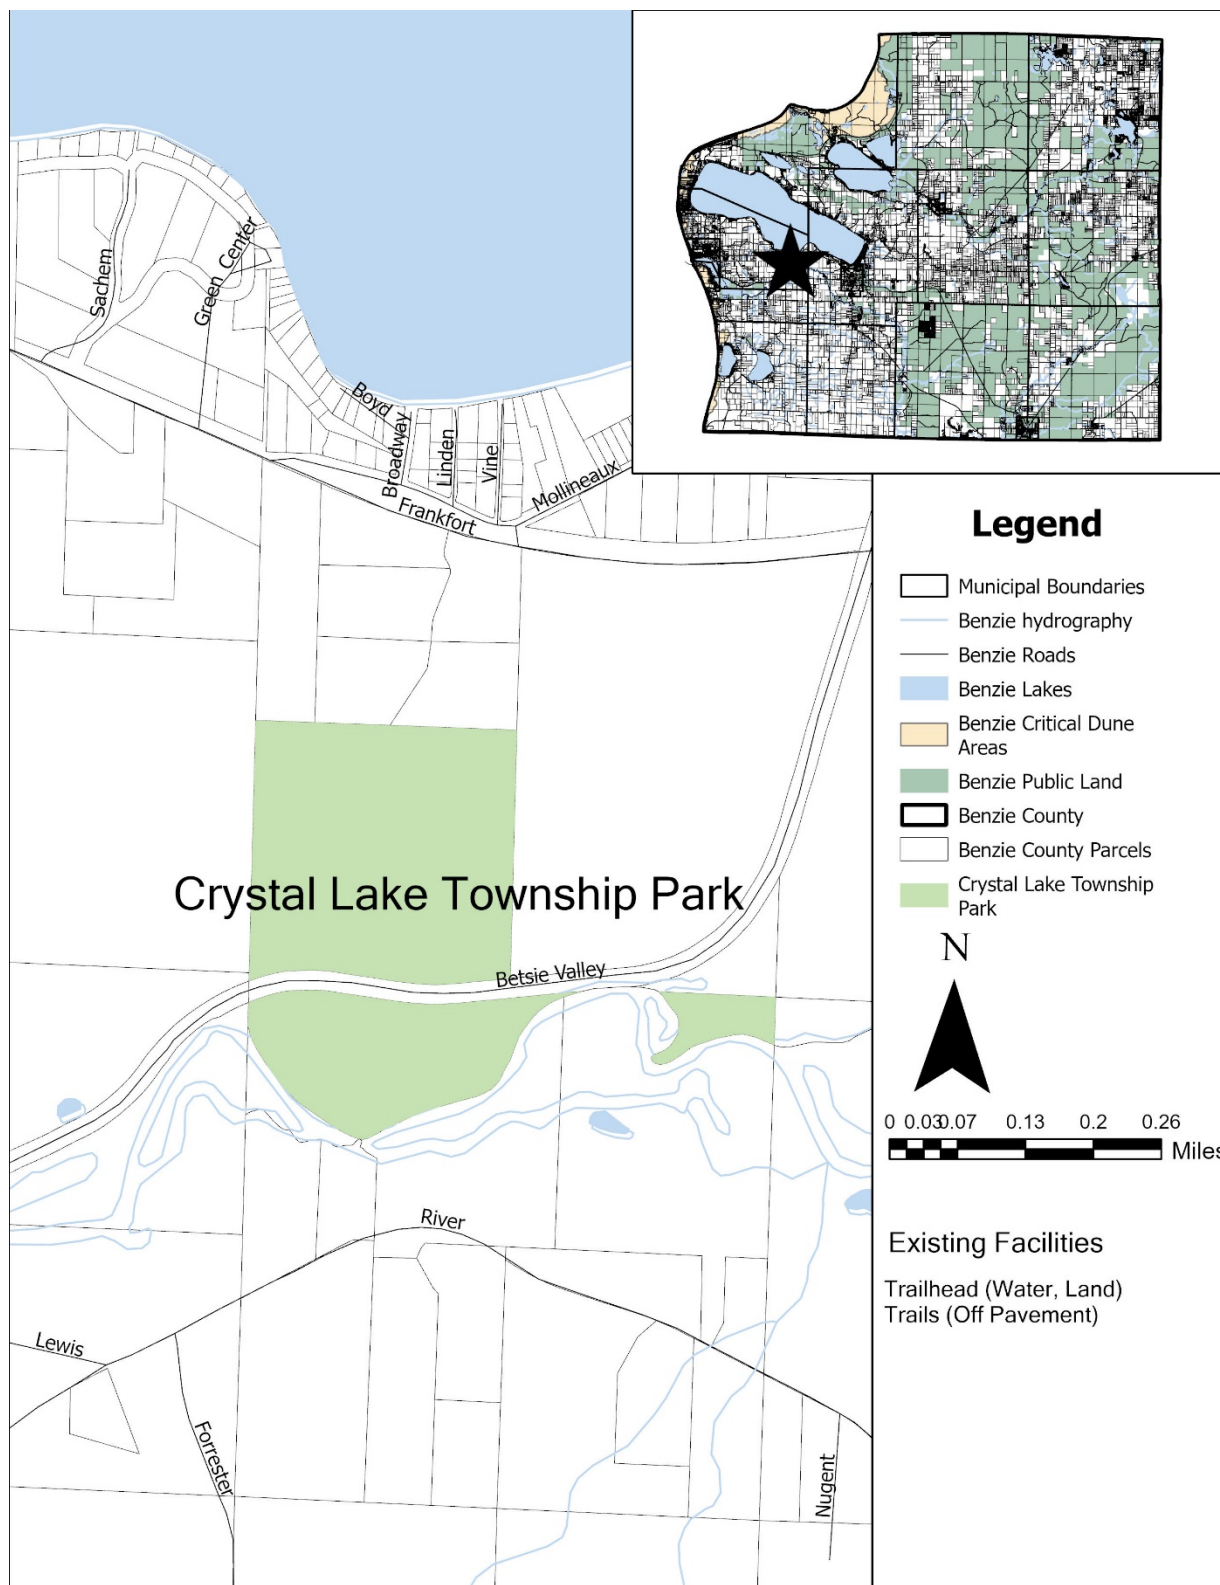 Sachem
Green Center
Boyd
Broadway
Linden
Vine
Mollineaux
Frankfort
Crystal Lake Township Park
Betsie Valley
River
Lewis
Forrester
Nugent
Legend
Municipal Boundaries
Benzie hydrography
Benzie Roads
Benzie Lakes
Benzie Critical Dune
Areas
Benzie Public Land
Benzie County
Benzie County Parcels
Crystal Lake Township
Park
N
0 0.03 0.07 0.13 0.2 0.26
Miles
Existing Facilities
Trailhead (Water, Land)
Trails (Off Pavement)